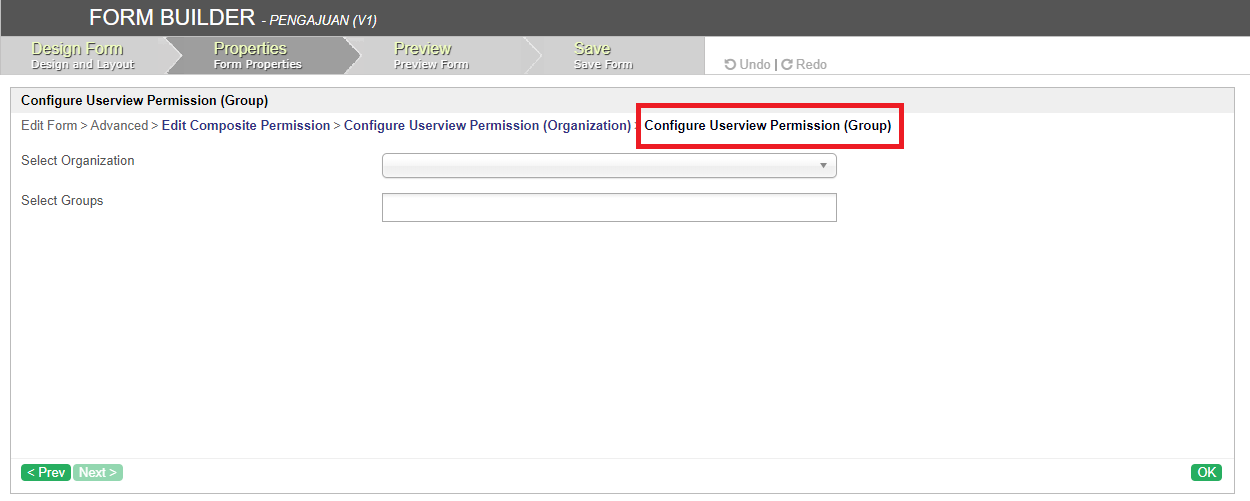 FORM BUILDER - PENGAJUAN (V1)
Design Form
Design and Layout
Properties
Form Properties
Preview
Preview Form
Save
Save Form
Undo | Redo
Configure Userview Permission (Group)
Edit Form > Advanced > Edit Composite Permission > Configure Userview Permission (Organization) > Configure Userview Permission (Group)
Select Organization
Select Groups
< Prev Next > OK